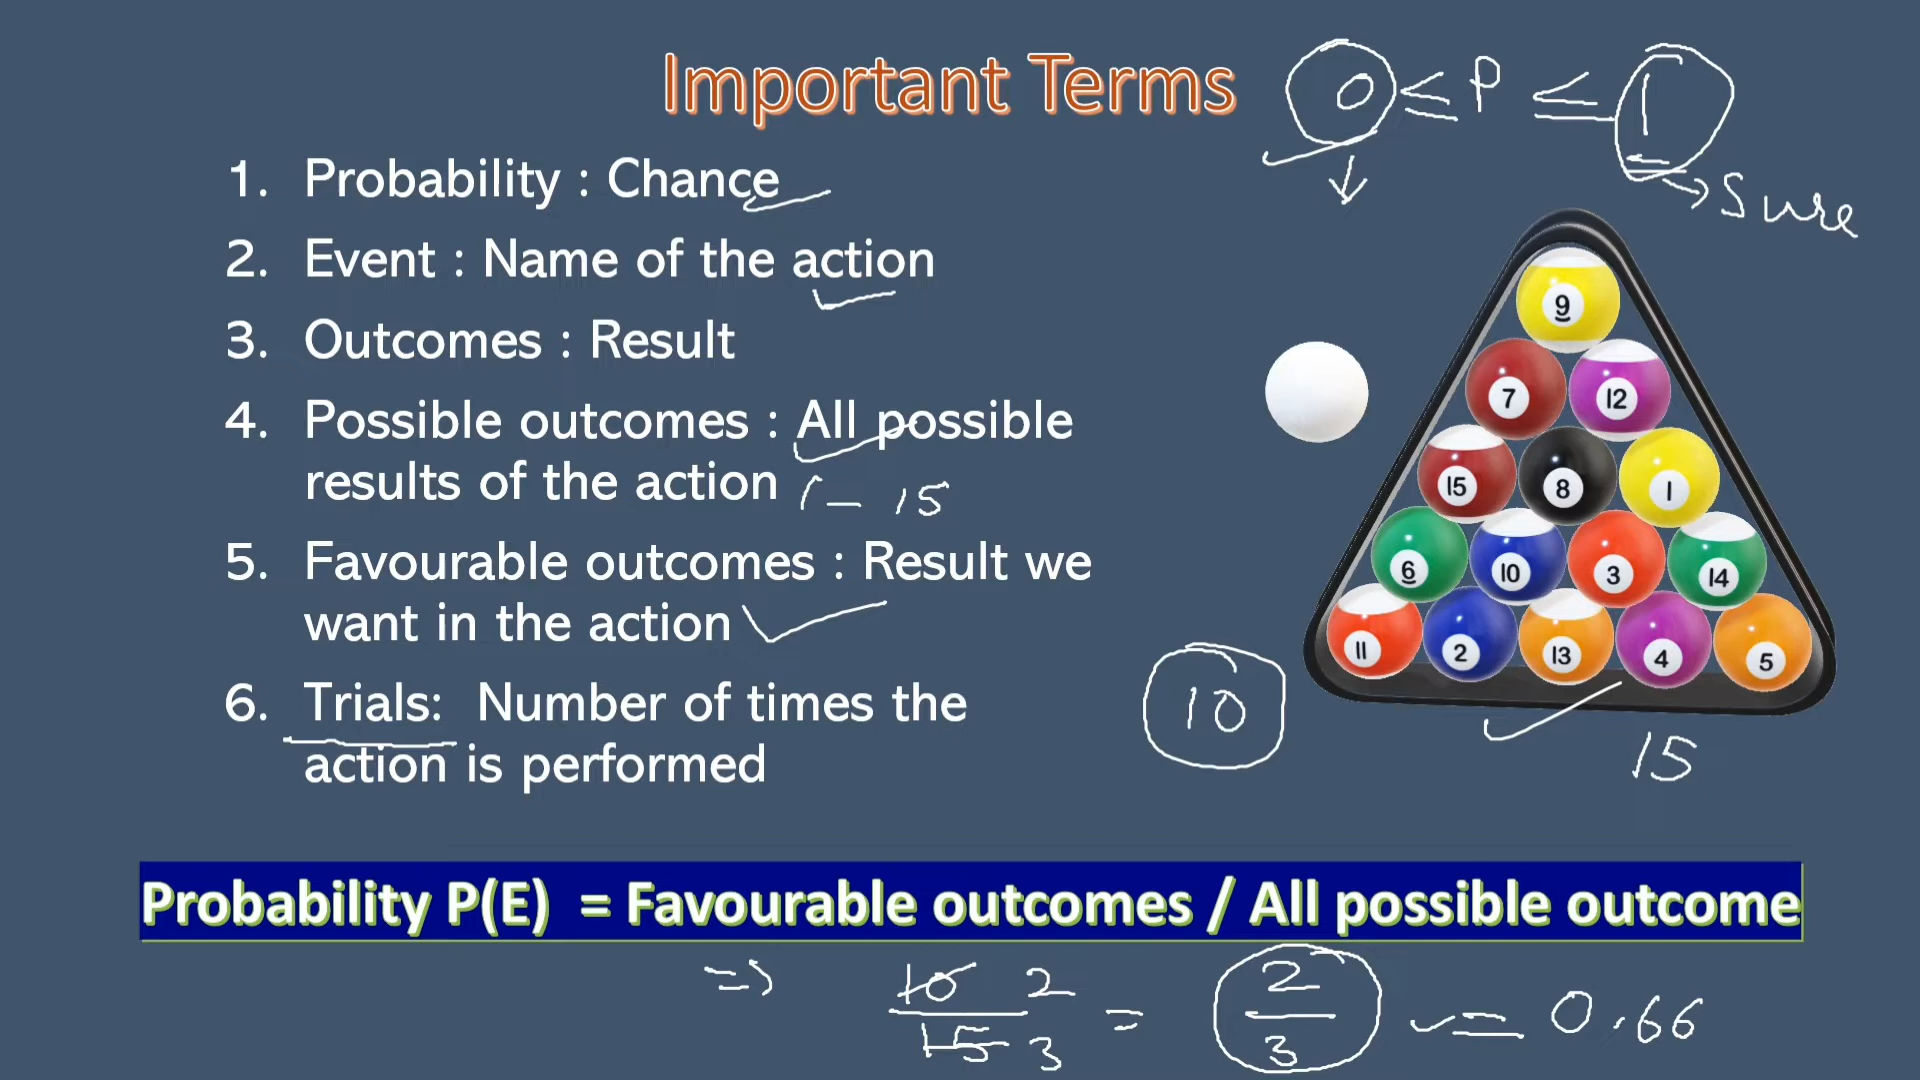 Important Terms
0 ≤ P ≤ 1
→ Sure
1. Probability : Chance
2. Event : Name of the action
3. Outcomes : Result
4. Possible outcomes : All possible
results of the action 1 – 15
5. Favourable outcomes : Result we
want in the action
6. Trials: Number of times the
action is performed
9
7 12
15 8 1
6 10 3 14
11 2 13 4 5
10
15
Probability P(E) = Favourable outcomes / All possible outcome
=> 10/15 2/3 = 2/3 = 0.66